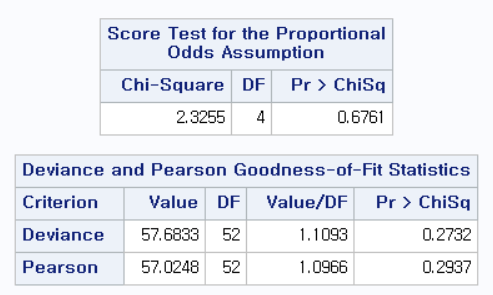 Score Test for the Proportional
Odds Assumption
Chi-Square DF Pr > ChiSq
2.3255 4 0.6761
Deviance and Pearson Goodness-of-Fit Statistics
Criterion Value DF Value/DF Pr > ChiSq
Deviance 57.6833 52 1.1093 0.2732
Pearson 57.0248 52 1.0966 0.2937